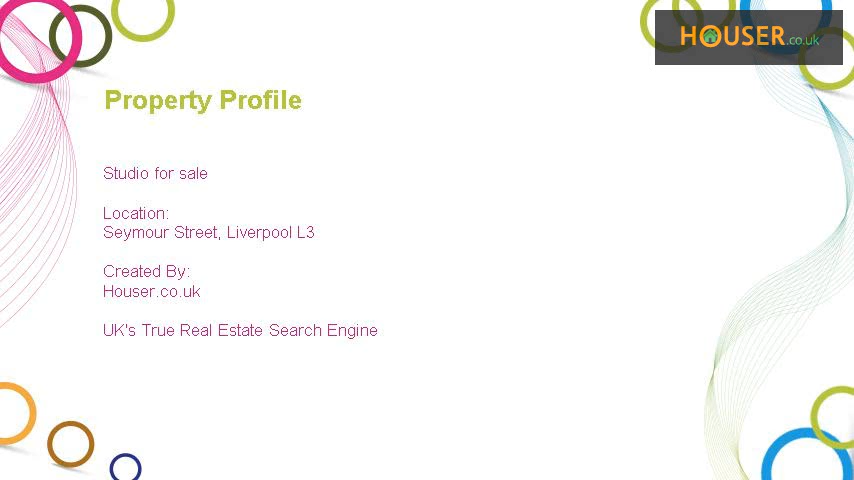 HOUSER.co.uk
Property Profile
Studio for sale
Location:
Seymour Street, Liverpool L3
Created By:
Houser.co.uk
UK's True Real Estate Search Engine